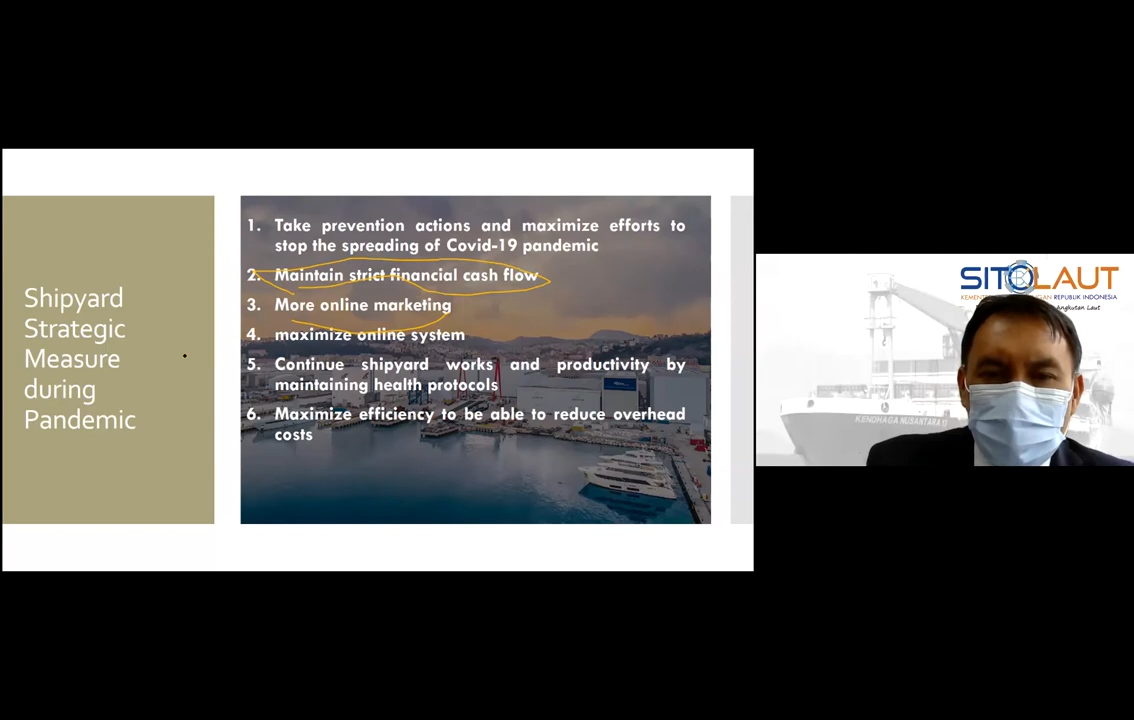 Shipyard
Strategic
Measure
during
Pandemic
1. Take prevention actions and maximize efforts to
stop the spreading of Covid-19 pandemic
2. Maintain strict financial cash flow
3. More online marketing
4. maximize online system
5. Continue shipyard works and productivity by
maintaining health protocols
6. Maximize efficiency to be able to reduce overhead
costs
SITOLAUT
REPUBLIK INDONESIA
Angkutan Laut
KENDHAGA NUSANTARA